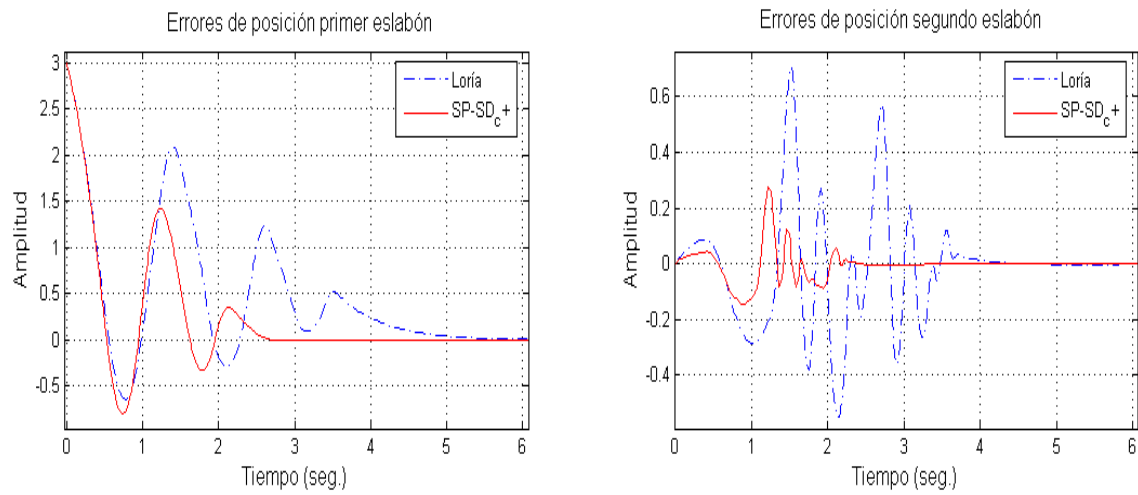 Errores de posición primer eslabón
Loría
SP-SD_c+
3
2.5
2
1.5
1
0.5
0
-0.5
0 1 2 3 4 5 6
Amplitud
Tiempo (seg.)
Errores de posición segundo eslabón
Loría
SP-SD_c+
0.6
0.4
0.2
0
-0.2
-0.4
0 1 2 3 4 5 6
Amplitud
Tiempo (seg.)